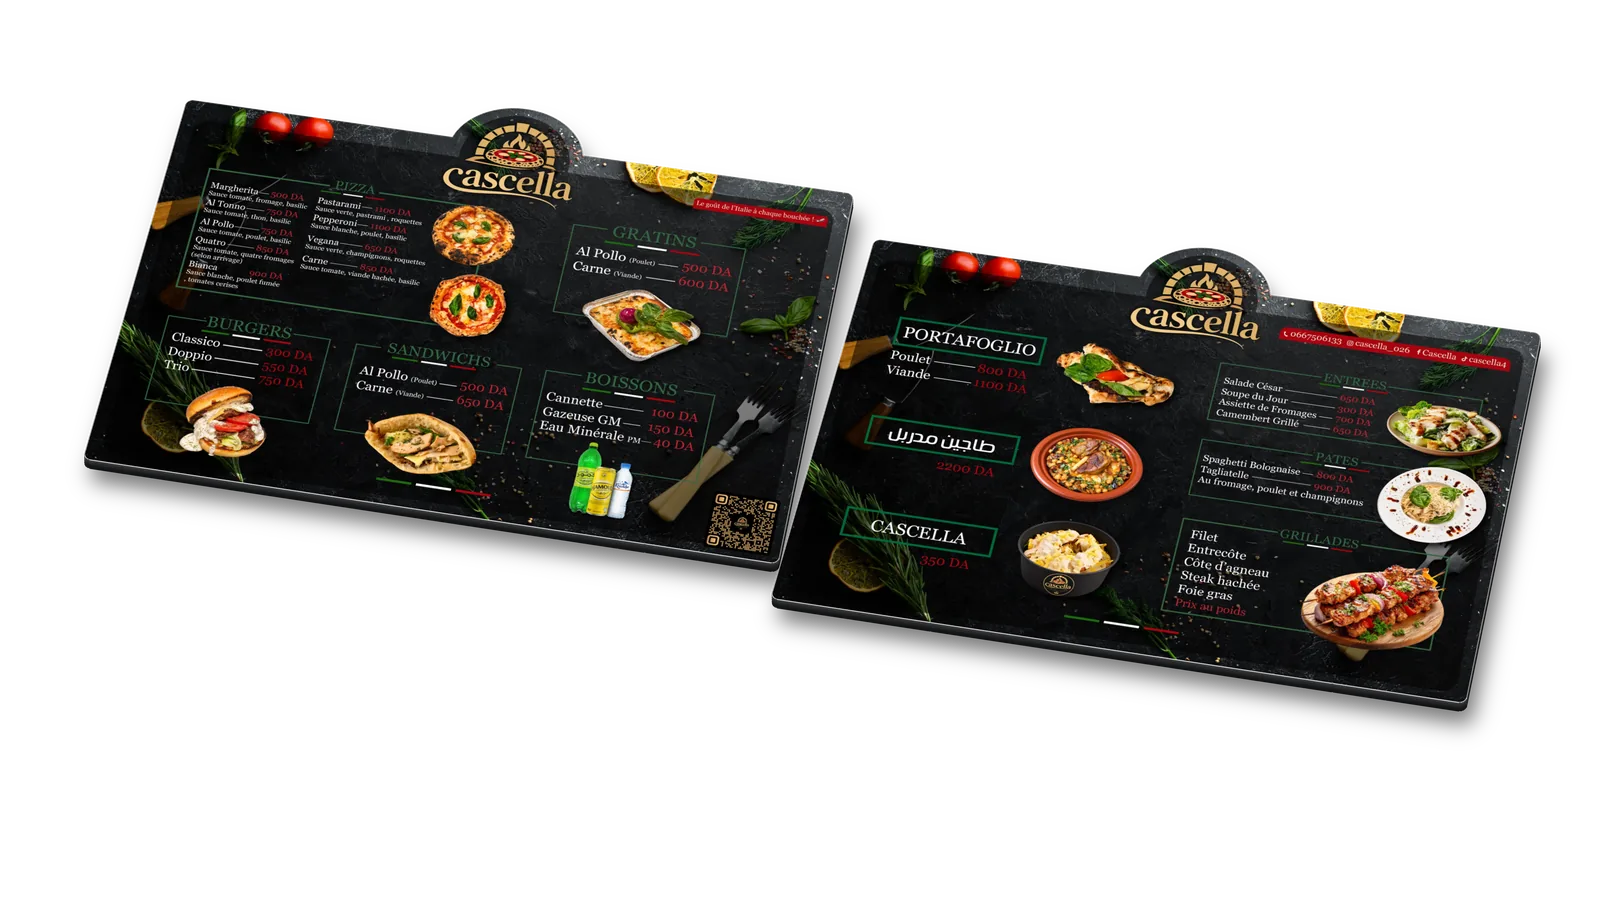 cascella
Le goût de l'Italie à chaque bouchée !
PIZZA
Margherita 500 DA
Sauce tomate, fromage, basilic
Al Tonno 750 DA
Sauce tomate, thon, basilic
Al Pollo 750 DA
Sauce tomate, poulet, basilic
Quatro 850 DA
Sauce tomate, quatre fromages
(selon arrivage)
Bianca 900 DA
Sauce blanche, poulet fumée
, tomates cerises
Pastarami 1100 DA
Sauce verte, pastrami , roquettes
Pepperoni 1100 DA
Sauce blanche, poulet, basilic
Vegana 650 DA
Sauce verte, champignons, roquettes
Carne 850 DA
Sauce tomate, viande hachée, basilic
GRATINS
Al Pollo (Poulet) 500 DA
Carne (Viande) 600 DA
BURGERS
Classico 300 DA
Doppio 550 DA
Trio 750 DA
SANDWICHS
Al Pollo (Poulet) 500 DA
Carne (Viande) 650 DA
BOISSONS
Cannette 100 DA
Gazeuse GM 150 DA
Eau Minérale PM 40 DA
cascella
0667506133 cascella_026 Cascella cascella4
PORTAFOGLIO
Poulet 800 DA
Viande 1100 DA
طاجين مدربل
2200 DA
CASCELLA
350 DA
cascella
ENTREES
Salade César 650 DA
Soupe du Jour 300 DA
Assiette de Fromages 700 DA
Camembert Grillé 650 DA
PATES
Spaghetti Bolognaise 800 DA
Tagliatelle 900 DA
Au fromage, poulet et champignons
GRILLADES
Filet
Entrecôte
Côte d'agneau
Steak hachée
Foie gras
Prix au poids